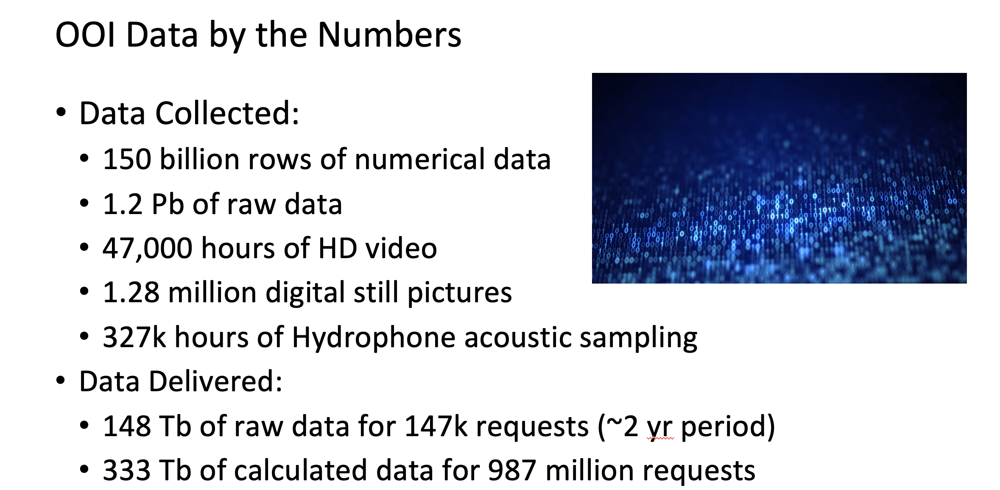 OOI Data by the Numbers
• Data Collected:
• 150 billion rows of numerical data
• 1.2 Pb of raw data
• 47,000 hours of HD video
• 1.28 million digital still pictures
• 327k hours of Hydrophone acoustic sampling
• Data Delivered:
• 148 Tb of raw data for 147k requests (~2 yr period)
• 333 Tb of calculated data for 987 million requests